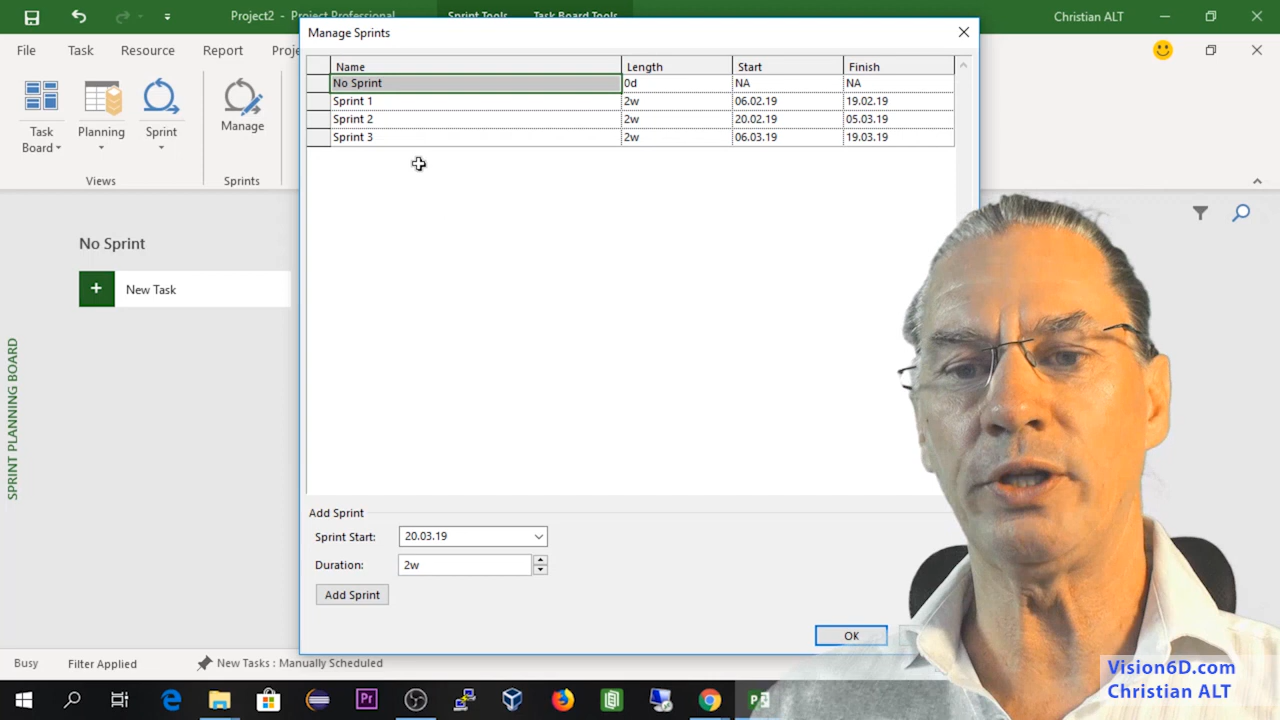 Project2 - Project Professional
Sprint Tools
Task Board Tools
Christian ALT
File
Task
Resource
Report
Proje
Task Board
Planning
Sprint
Manage
Views
Sprints
Manage Sprints
Name Length Start Finish
No Sprint 0d NA NA
Sprint 1 2w 06.02.19 19.02.19
Sprint 2 2w 20.02.19 05.03.19
Sprint 3 2w 06.03.19 19.03.19
No Sprint
+ New Task
SPRINT PLANNING BOARD
Add Sprint
Sprint Start: 20.03.19
Duration: 2w
Add Sprint
OK
Busy
Filter Applied
New Tasks : Manually Scheduled
Pr
Vision6D.com
Christian ALT